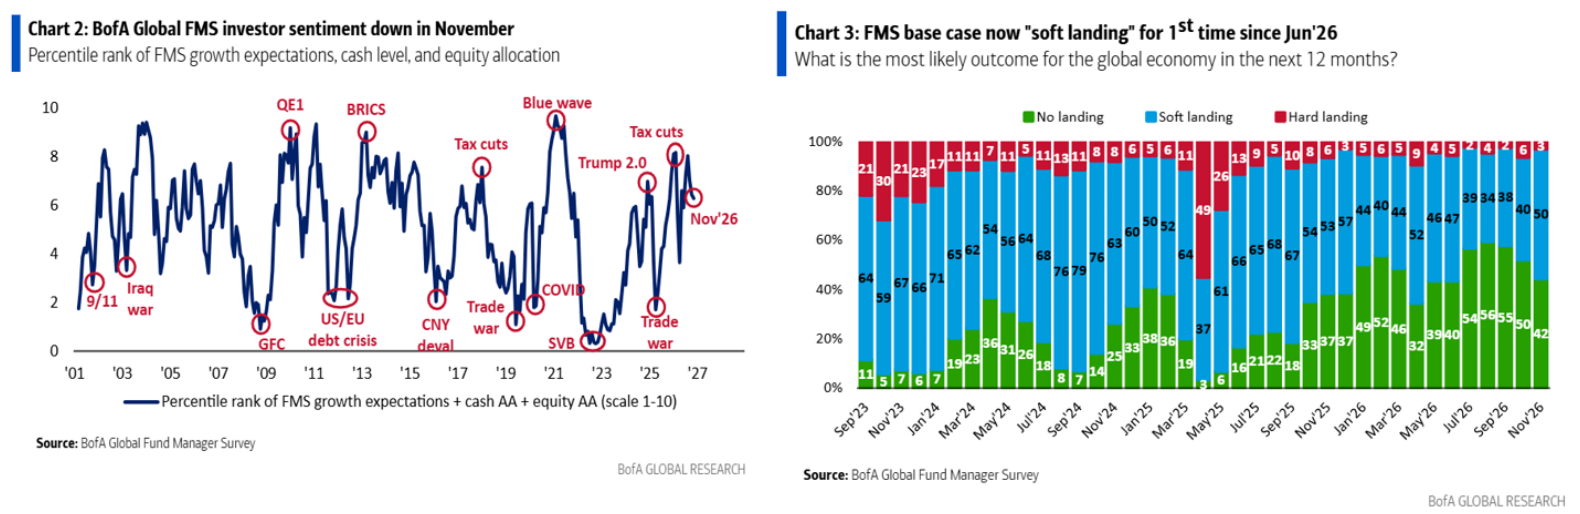 Chart 2: BofA Global FMS investor sentiment down in November
Percentile rank of FMS growth expectations, cash level, and equity allocation
10
8
6
4
2
0
9/11
Iraq
war
GFC
QE1
US/EU
debt crisis
BRICS
CNY
deval
Tax cuts
Trade
war
COVID
Blue wave
SVB
Trump 2.0
Trade
war
Tax cuts
Nov'26
'01 '03 '05 '07 '09 '11 '13 '15 '17 '19 '21 '23 '25 '27
Percentile rank of FMS growth expectations + cash AA + equity AA (scale 1-10)
Source: BofA Global Fund Manager Survey
BofA GLOBAL RESEARCH
Chart 3: FMS base case now "soft landing" for 1st time since Jun'26
What is the most likely outcome for the global economy in the next 12 months?
No landing Soft landing Hard landing
100%
80%
60%
40%
20%
0%
21 30 21 23 17 11 11 7 11 5 11 13 11 8 8 6 5 6 11 49 26 13 9 5 10 8 6 3 5 6 5 9 4 5 2 4 2 6 3
64 59 67 66 71 65 62 54 56 64 68 76 79 76 63 60 50 52 64 37 61 66 65 68 67 54 53 57 44 40 44 52 46 47 39 34 38 40 50
11 5 7 6 7 19 23 36 31 26 18 8 7 14 25 33 38 36 19 3 6 16 21 22 18 33 37 37 49 52 46 32 39 40 54 56 55 50 42
Sep'23 Nov'23 Jan'24 Mar'24 May'24 Jul'24 Sep'24 Nov'24 Jan'25 Mar'25 May'25 Jul'25 Sep'25 Nov'25 Jan'26 Mar'26 May'26 Jul'26 Sep'26 Nov'26
Source: BofA Global Fund Manager Survey
BofA GLOBAL RESEARCH